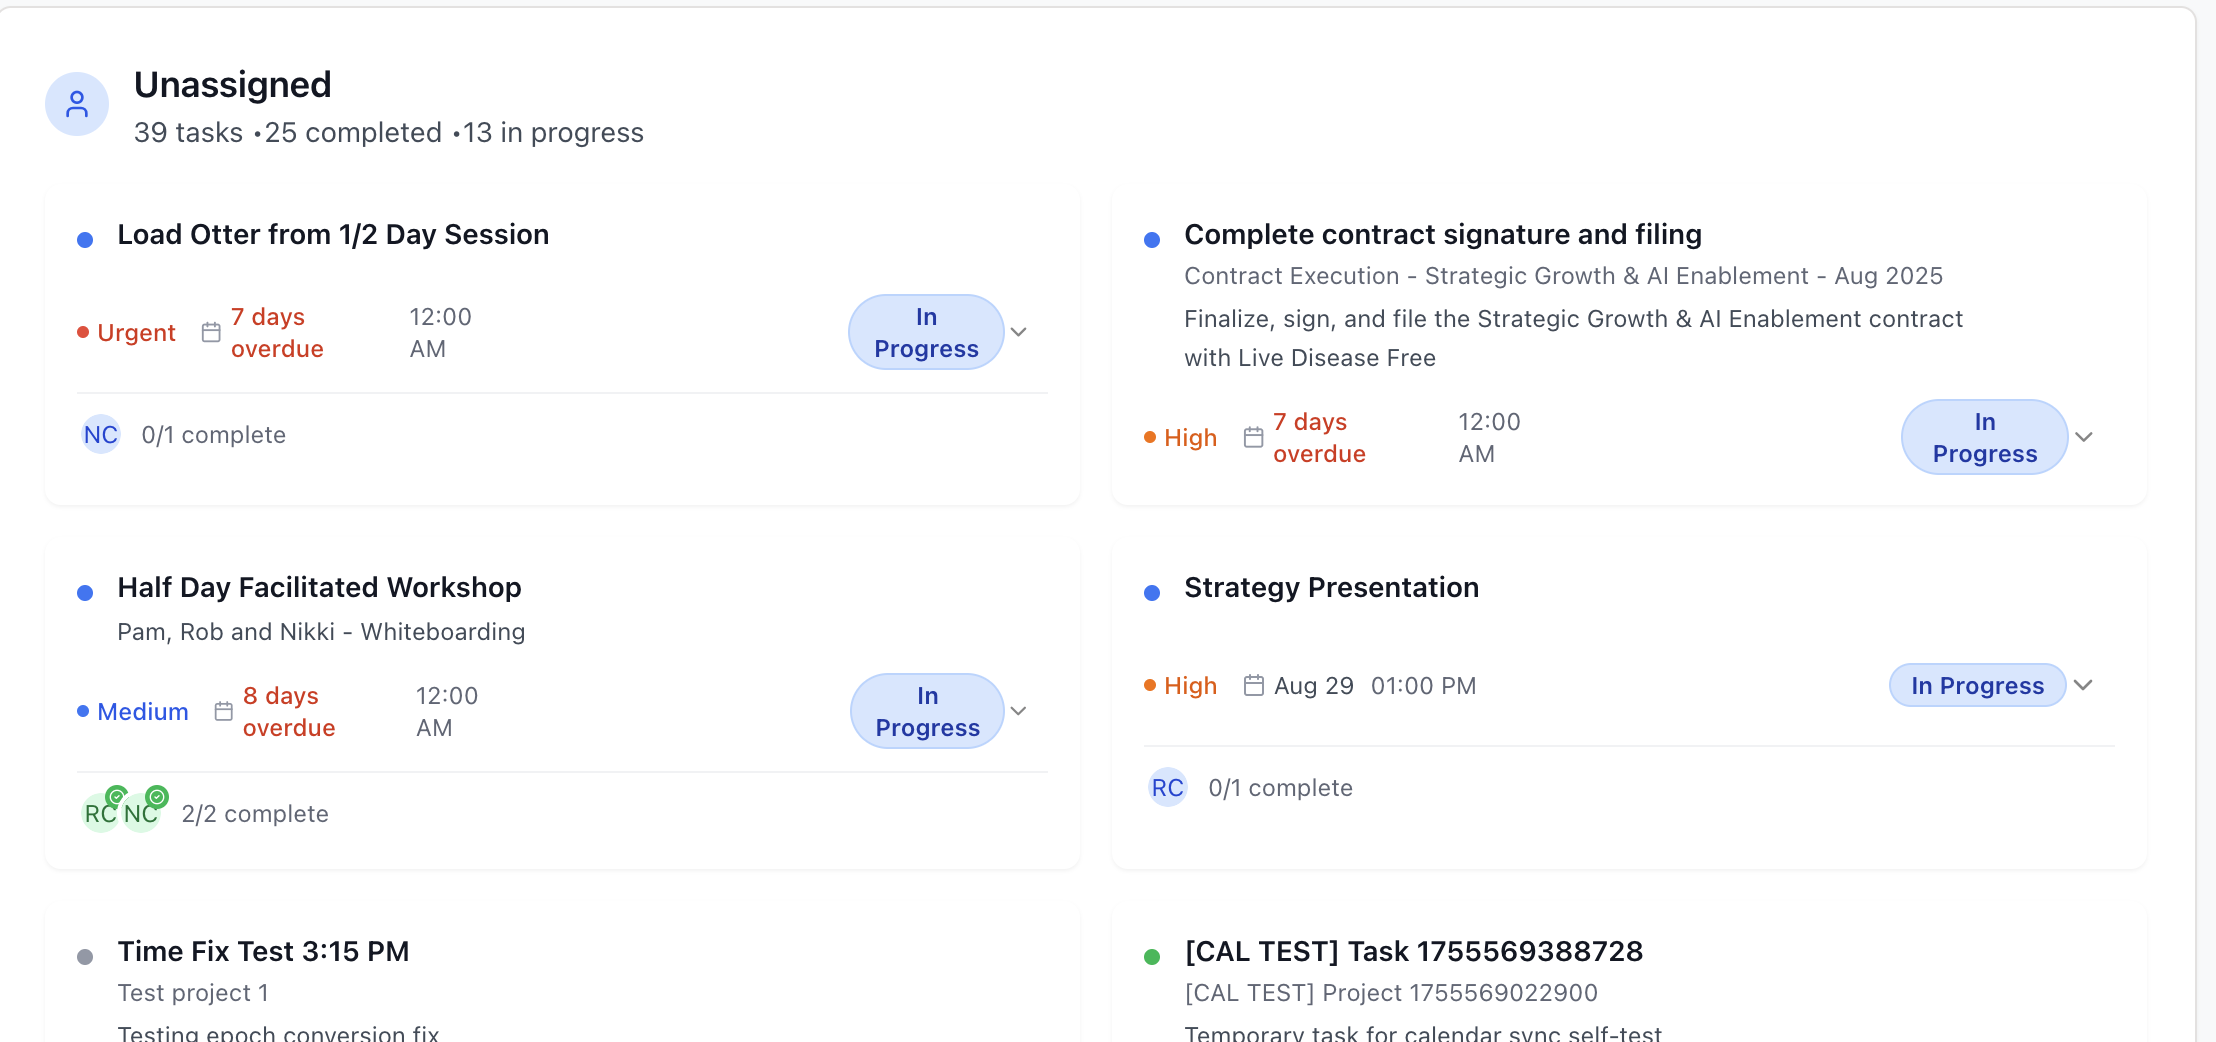 Unassigned
39 tasks •25 completed •13 in progress
Load Otter from 1/2 Day Session
Urgent
7 days
overdue
12:00
AM
In
Progress
NC 0/1 complete
Complete contract signature and filing
Contract Execution - Strategic Growth & AI Enablement - Aug 2025
Finalize, sign, and file the Strategic Growth & AI Enablement contract
with Live Disease Free
High
7 days
overdue
12:00
AM
In
Progress
Half Day Facilitated Workshop
Pam, Rob and Nikki - Whiteboarding
Medium
8 days
overdue
12:00
AM
In
Progress
RC NC 2/2 complete
Strategy Presentation
High Aug 29 01:00 PM In Progress
RC 0/1 complete
Time Fix Test 3:15 PM
Test project 1
Testing epoch conversion fix
[CAL TEST] Task 1755569388728
[CAL TEST] Project 1755569022900
Temporary task for calendar sync self-test